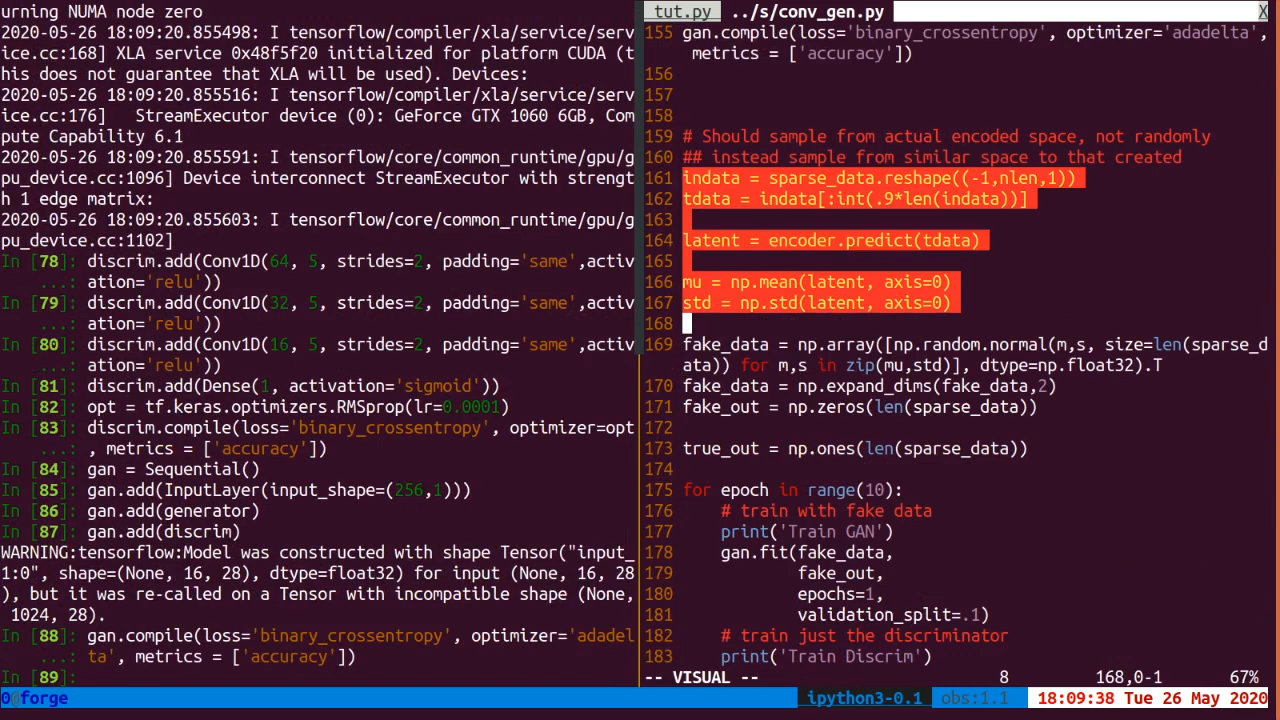 urning NUMA node zero
2020-05-26 18:09:20.855498: I tensorflow/compiler/xla/service/serv
ice.cc:168] XLA service 0x48f5f20 initialized for platform CUDA (t
his does not guarantee that XLA will be used). Devices:
2020-05-26 18:09:20.855516: I tensorflow/compiler/xla/service/serv
ice.cc:176]   StreamExecutor device (0): GeForce GTX 1060 6GB, Com
pute Capability 6.1
2020-05-26 18:09:20.855591: I tensorflow/core/common_runtime/gpu/g
pu_device.cc:1096] Device interconnect StreamExecutor with strengt
h 1 edge matrix:
2020-05-26 18:09:20.855603: I tensorflow/core/common_runtime/gpu/g
pu_device.cc:1102]
In [78]: discrim.add(Conv1D(64, 5, strides=2, padding='same',activ
    ...: ation='relu'))
In [79]: discrim.add(Conv1D(32, 5, strides=2, padding='same',activ
    ...: ation='relu'))
In [80]: discrim.add(Conv1D(16, 5, strides=2, padding='same',activ
    ...: ation='relu'))
In [81]: discrim.add(Dense(1, activation='sigmoid'))
In [82]: opt = tf.keras.optimizers.RMSprop(lr=0.0001)
In [83]: discrim.compile(loss='binary_crossentropy', optimizer=opt
    ...: , metrics = ['accuracy'])
In [84]: gan = Sequential()
In [85]: gan.add(InputLayer(input_shape=(256,1)))
In [86]: gan.add(generator)
In [87]: gan.add(discrim)
WARNING:tensorflow:Model was constructed with shape Tensor("input_
1:0", shape=(None, 16, 28), dtype=float32) for input (None, 16, 28
), but it was re-called on a Tensor with incompatible shape (None,
 1024, 28).
In [88]: gan.compile(loss='binary_crossentropy', optimizer='adadel
    ...: ta', metrics = ['accuracy'])
In [89]:
tut.py  ../s/conv_gen.py X
155 gan.compile(loss='binary_crossentropy', optimizer='adadelta',
 metrics = ['accuracy'])
156
157
158
159 # Should sample from actual encoded space, not randomly
160 ## instead sample from similar space to that created
161 indata = sparse_data.reshape((-1,nlen,1))
162 tdata = indata[:int(.9*len(indata))]
163
164 latent = encoder.predict(tdata)
165
166 mu = np.mean(latent, axis=0)
167 std = np.std(latent, axis=0)
168
169 fake_data = np.array([np.random.normal(m,s, size=len(sparse_d
ata)) for m,s in zip(mu,std)], dtype=np.float32).T
170 fake_data = np.expand_dims(fake_data,2)
171 fake_out = np.zeros(len(sparse_data))
172
173 true_out = np.ones(len(sparse_data))
174
175 for epoch in range(10):
176     # train with fake data
177     print('Train GAN')
178     gan.fit(fake_data,
179             fake_out,
180             epochs=1,
181             validation_split=.1)
182     # train just the discriminator
183     print('Train Discrim')
-- VISUAL -- 8 168,0-1 67%
0@forge ipython3-0.1 obs:1.1 18:09:38 Tue 26 May 2020